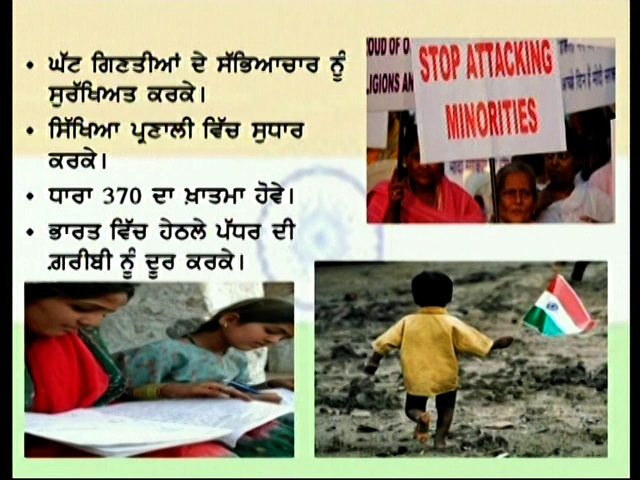 • ਘੱਟ ਗਿਣਤੀਆਂ ਦੇ ਸੱਭਿਆਚਾਰ ਨੂੰ
ਸੁਰੱਖਿਅਤ ਕਰਕੇ।
• ਸਿੱਖਿਆ ਪ੍ਰਣਾਲੀ ਵਿੱਚ ਸੁਧਾਰ
ਕਰਕੇ।
• ਧਾਰਾ 370 ਦਾ ਖ਼ਾਤਮਾ ਹੋਵੇ।
• ਭਾਰਤ ਵਿੱਚ ਹੇਠਲੇ ਪੱਧਰ ਦੀ
ਗ਼ਰੀਬੀ ਨੂੰ ਦੂਰ ਕਰਕੇ।
STOP ATTACKING
MINORITIES